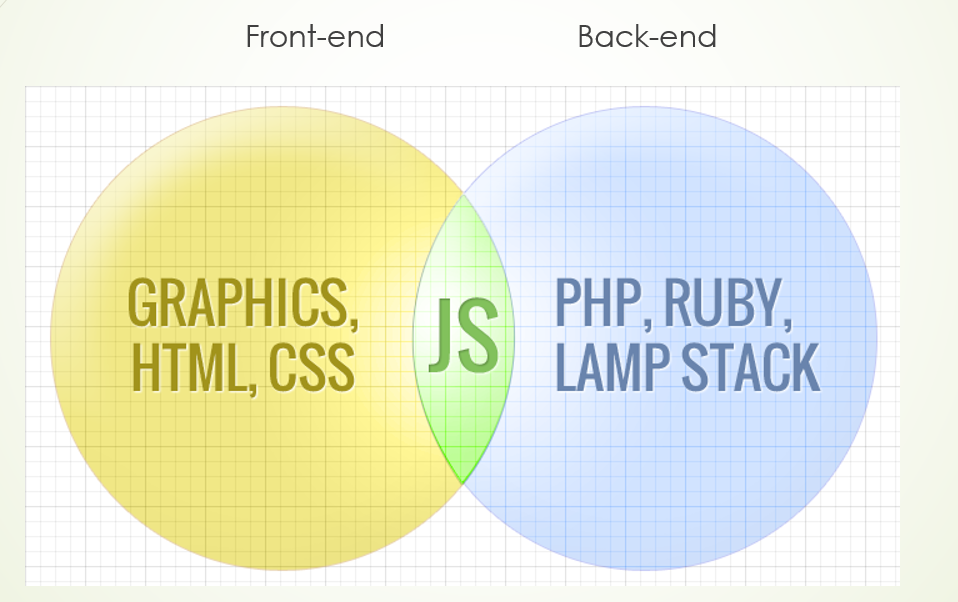 Front-end
Back-end
GRAPHICS,
HTML, CSS
JS
PHP, RUBY,
LAMP STACK